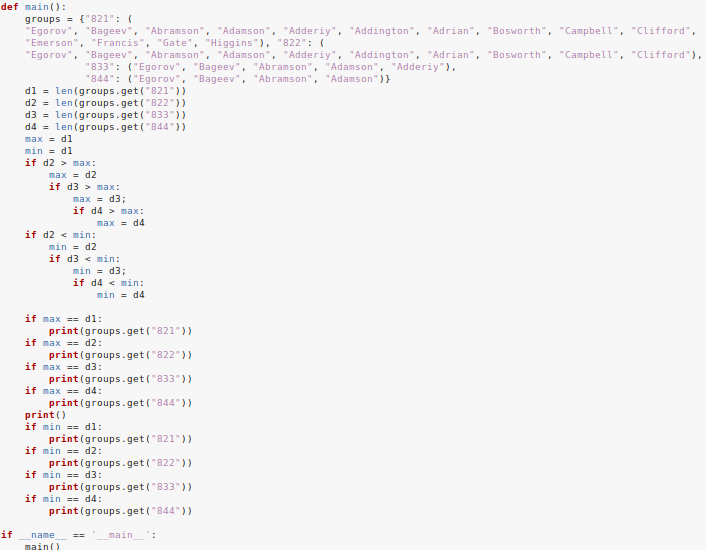 def main():
    groups = {"821": (
    "Egorov", "Bageev", "Abramson", "Adamson", "Adderiy", "Addington", "Adrian", "Bosworth", "Campbell", "Clifford",
    "Emerson", "Francis", "Gate", "Higgins"), "822": (
    "Egorov", "Bageev", "Abramson", "Adamson", "Adderiy", "Addington", "Adrian", "Bosworth", "Campbell", "Clifford"),
              "833": ("Egorov", "Bageev", "Abramson", "Adamson", "Adderiy"),
              "844": ("Egorov", "Bageev", "Abramson", "Adamson")}
    d1 = len(groups.get("821"))
    d2 = len(groups.get("822"))
    d3 = len(groups.get("833"))
    d4 = len(groups.get("844"))
    max = d1
    min = d1
    if d2 > max:
        max = d2
        if d3 > max:
            max = d3;
            if d4 > max:
                max = d4
    if d2 < min:
        min = d2
        if d3 < min:
            min = d3;
            if d4 < min:
                min = d4

    if max == d1:
        print(groups.get("821"))
    if max == d2:
        print(groups.get("822"))
    if max == d3:
        print(groups.get("833"))
    if max == d4:
        print(groups.get("844"))
    print()
    if min == d1:
        print(groups.get("821"))
    if min == d2:
        print(groups.get("822"))
    if min == d3:
        print(groups.get("833"))
    if min == d4:
        print(groups.get("844"))

if __name__ == '__main__':
    main()